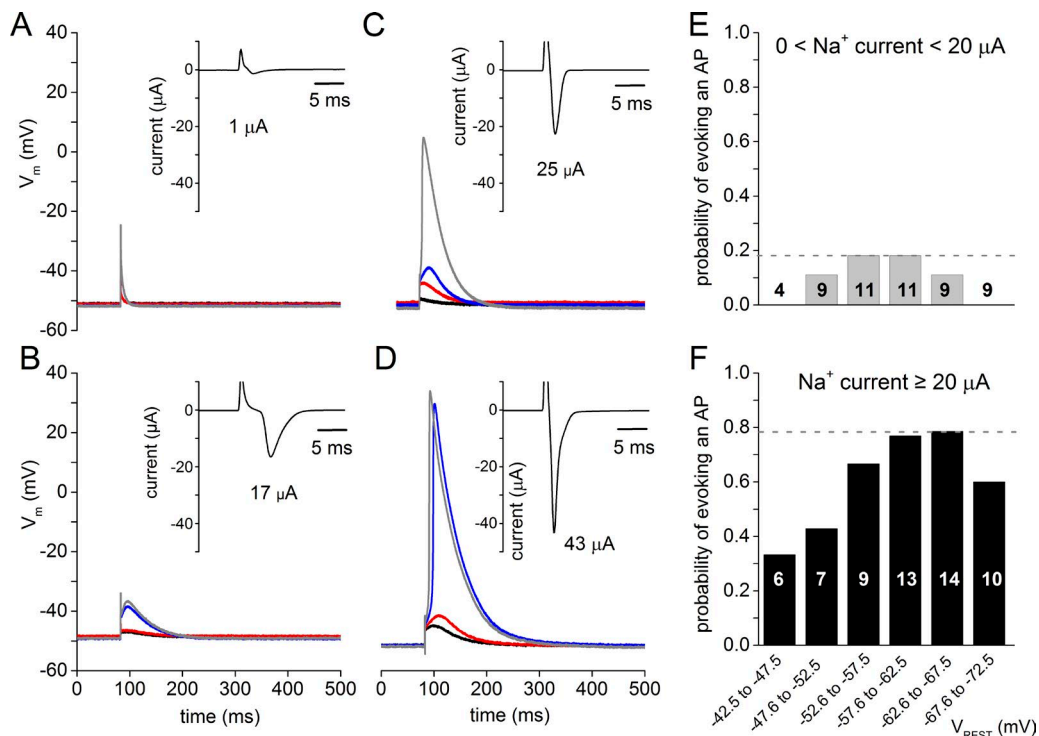 A
40
20
0
-20
-40
-60
Vm (mV)
current (μA)
0
-20
-40
5 ms
1 μA
C
current (μA)
0
-20
-40
5 ms
25 μA
E
0 < Na+ current < 20 μA
probability of evoking an AP
1.0
0.8
0.6
0.4
0.2
0.0
4 9 11 11 9 9
B
40
20
0
-20
-40
-60
Vm (mV)
current (μA)
0
-20
-40
5 ms
17 μA
0 100 200 300 400 500
time (ms)
D
current (μA)
0
-20
-40
5 ms
43 μA
0 100 200 300 400 500
time (ms)
F
Na+ current ≥ 20 μA
probability of evoking an AP
1.0
0.8
0.6
0.4
0.2
0.0
6 7 9 13 14 10
-42.5 to -47.5
-47.6 to -52.5
-52.6 to -57.5
-57.6 to -62.5
-62.6 to -67.5
-67.6 to -72.5
VREST (mV)